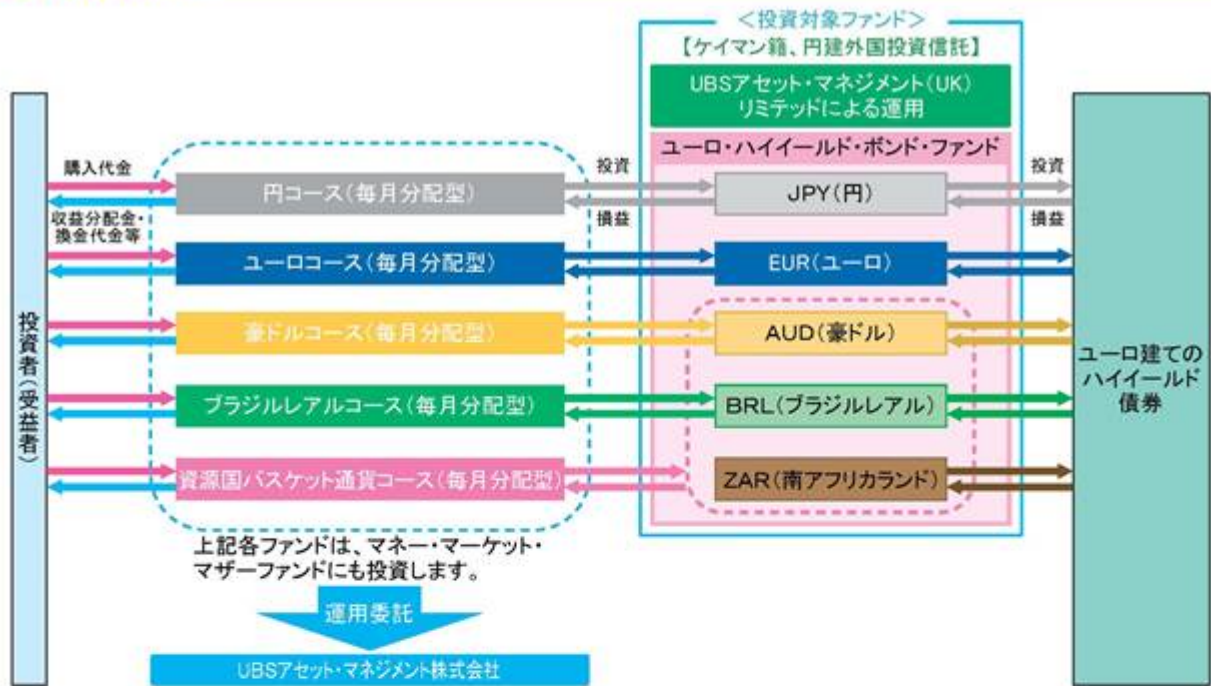 ＜投資対象ファンド＞
【ケイマン籍、円建外国投資信託】
UBSアセット・マネジメント(UK)
リミテッドによる運用
ユーロ・ハイイールド・ボンド・ファンド
購入代金
投資
投資
円コース(毎月分配型)
JPY(円)
収益分配金・
換金代金等
損益
損益
ユーロコース(毎月分配型)
EUR(ユーロ)
投資者(受益者)
豪ドルコース(毎月分配型)
AUD(豪ドル)
ユーロ建ての
ハイイールド
債券
ブラジルレアルコース(毎月分配型)
BRL(ブラジルレアル)
資源国バスケット通貨コース(毎月分配型)
ZAR(南アフリカランド)
上記各ファンドは、マネー・マーケット・
マザーファンドにも投資します。
運用委託
UBSアセット・マネジメント株式会社